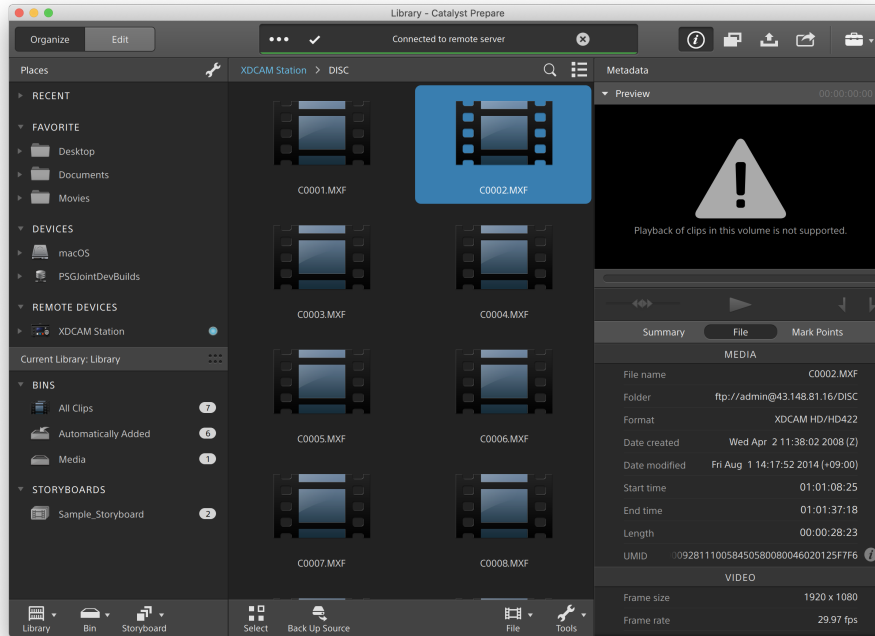 Library - Catalyst Prepare
Organize
Edit
Connected to remote server
Places
XDCAM Station > DISC
Metadata
RECENT
FAVORITE
Desktop
Documents
Movies
DEVICES
macOS
PSGJointDevBuilds
REMOTE DEVICES
XDCAM Station
Current Library: Library
BINS
All Clips 7
Automatically Added 6
Media 1
STORYBOARDS
Sample_Storyboard 2
C0001.MXF
C0002.MXF
C0003.MXF
C0004.MXF
C0005.MXF
C0006.MXF
C0007.MXF
C0008.MXF
Preview 00:00:00:00
Playback of clips in this volume is not supported.
Summary
File
Mark Points
MEDIA
File name C0002.MXF
Folder ftp://admin@43.148.81.16/DISC
Format XDCAM HD/HD422
Date created Wed Apr 2 11:38:02 2008 (Z)
Date modified Fri Aug 1 14:17:52 2014 (+09:00)
Start time 01:01:08:25
End time 01:01:37:18
Length 00:00:28:23
UMID
VIDEO
Frame size 1920 x 1080
Frame rate 29.97 fps
Library
Bin
Storyboard
Select
Back Up Source
File
Tools